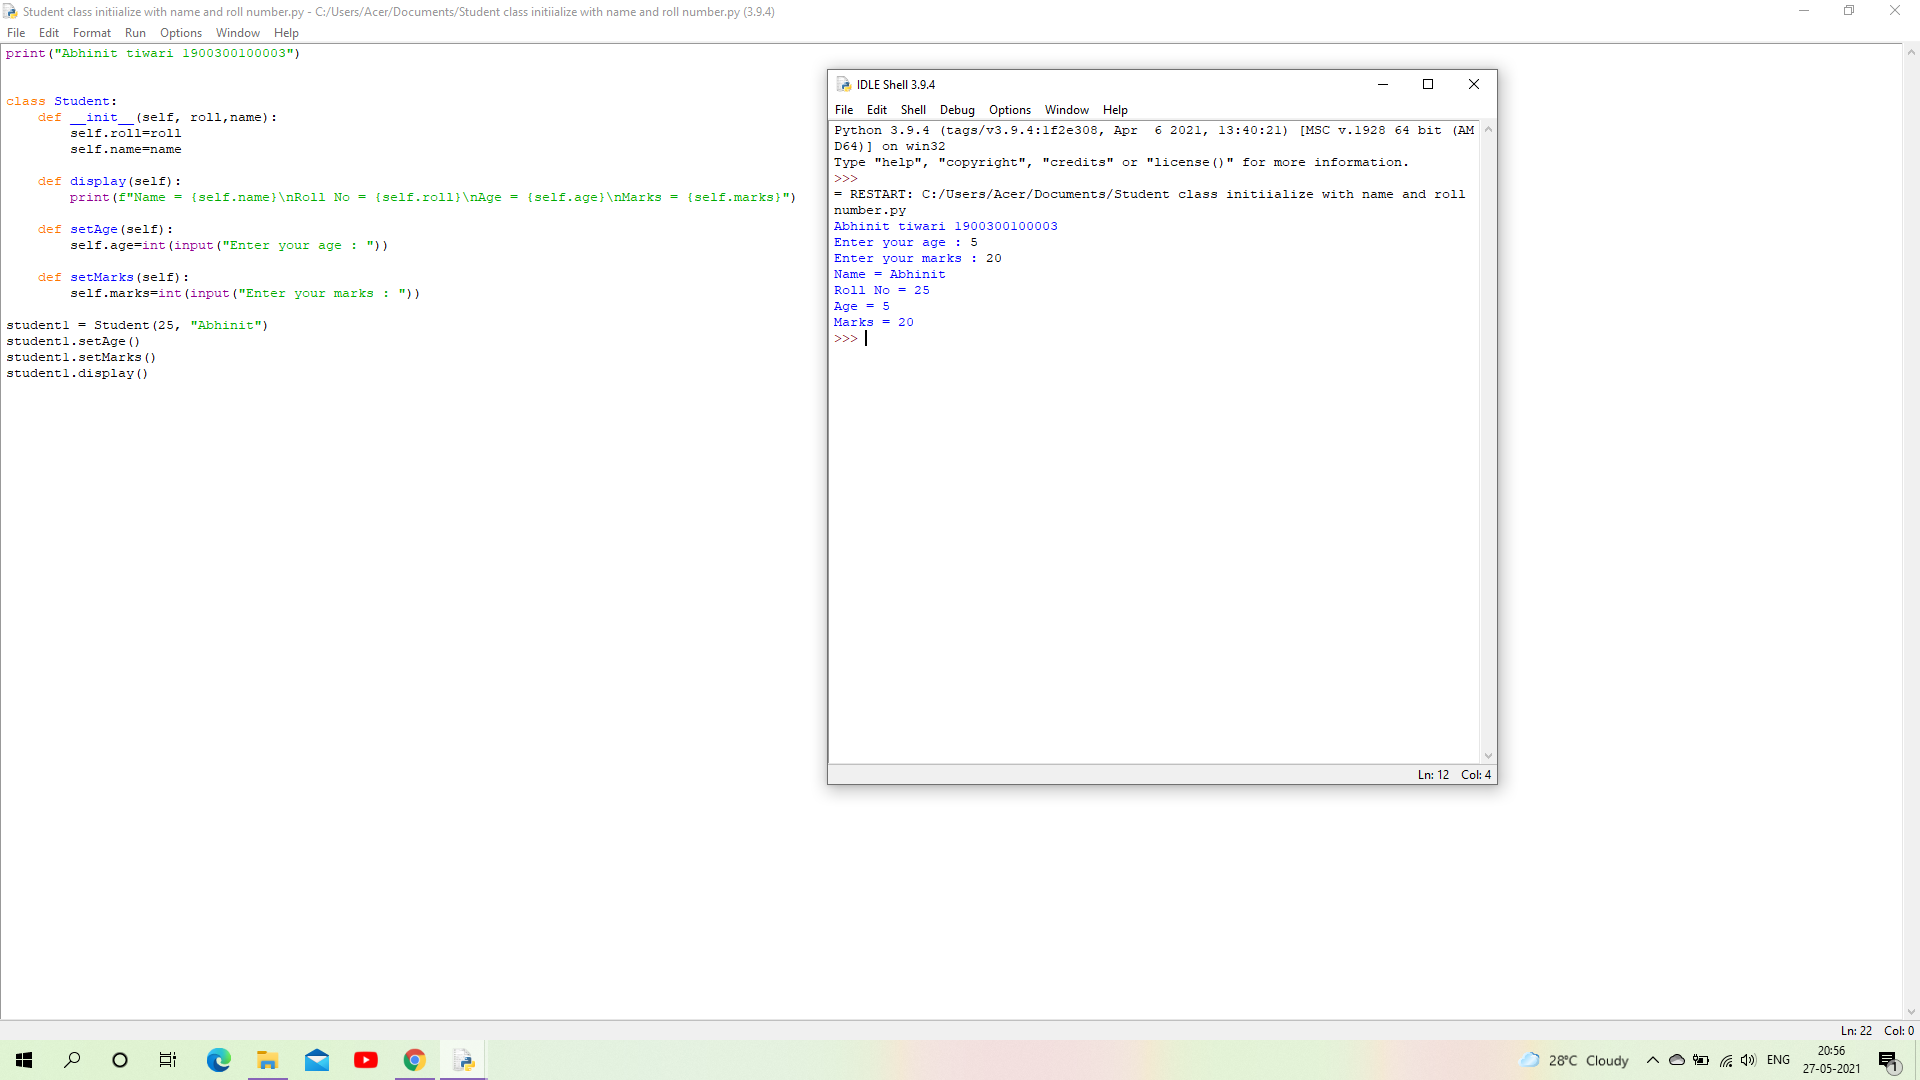 Student class initiialize with name and roll number.py - C:/Users/Acer/Documents/Student class initiialize with name and roll number.py (3.9.4)
File Edit Format Run Options Window Help
print("Abhinit tiwari 1900300100003")
class Student:
    def __init__(self, roll,name):
        self.roll=roll
        self.name=name
    def display(self):
        print(f"Name = {self.name}\nRoll No = {self.roll}\nAge = {self.age}\nMarks = {self.marks}")
    def setAge(self):
        self.age=int(input("Enter your age : "))
    def setMarks(self):
        self.marks=int(input("Enter your marks : "))
student1 = Student(25, "Abhinit")
student1.setAge()
student1.setMarks()
student1.display()
IDLE Shell 3.9.4
File Edit Shell Debug Options Window Help
Python 3.9.4 (tags/v3.9.4:1f2e308, Apr  6 2021, 13:40:21) [MSC v.1928 64 bit (AM
D64)] on win32
Type "help", "copyright", "credits" or "license()" for more information.
>>>
= RESTART: C:/Users/Acer/Documents/Student class initiialize with name and roll
number.py
Abhinit tiwari 1900300100003
Enter your age : 5
Enter your marks : 20
Name = Abhinit
Roll No = 25
Age = 5
Marks = 20
>>>
Ln: 12 Col: 4
Ln: 22 Col: 0
28°C Cloudy
ENG
20:56
27-05-2021
1